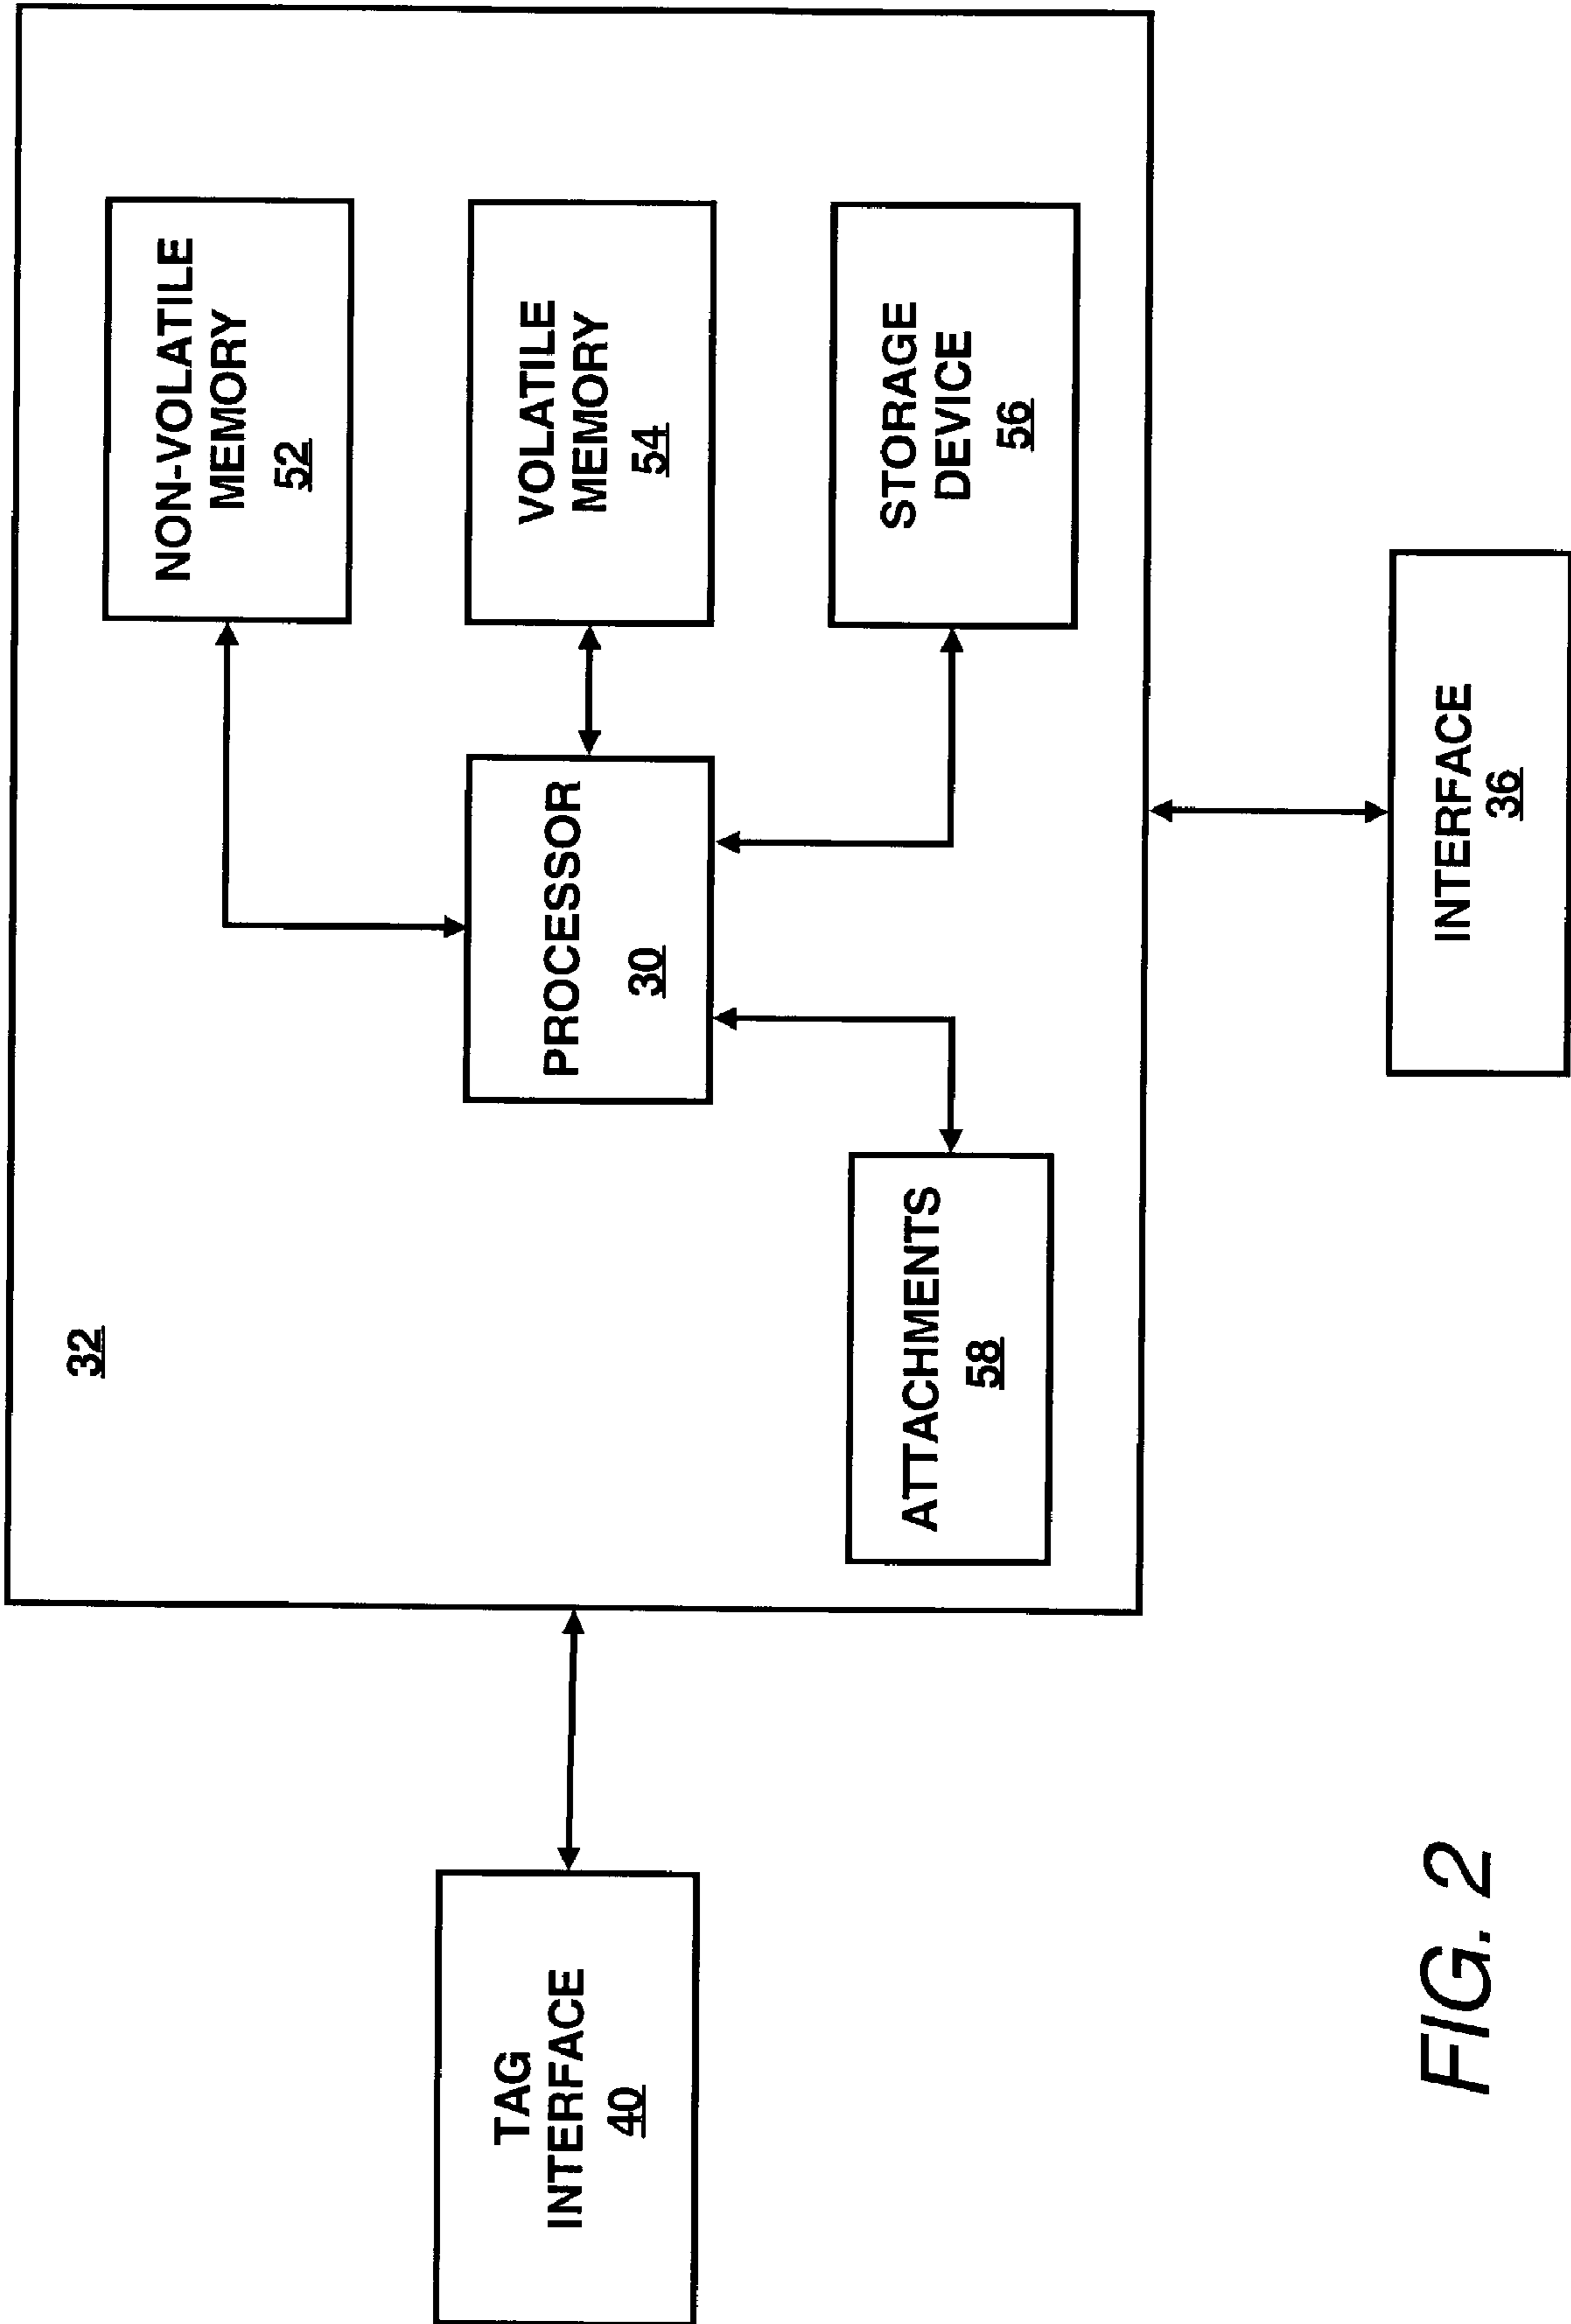 32
NON-VOLATILE
MEMORY
52
PROCESSOR
30
VOLATILE
MEMORY
54
TAG
INTERFACE
40
ATTACHMENTS
58
STORAGE
DEVICE
56
INTERFACE
36
FIG. 2